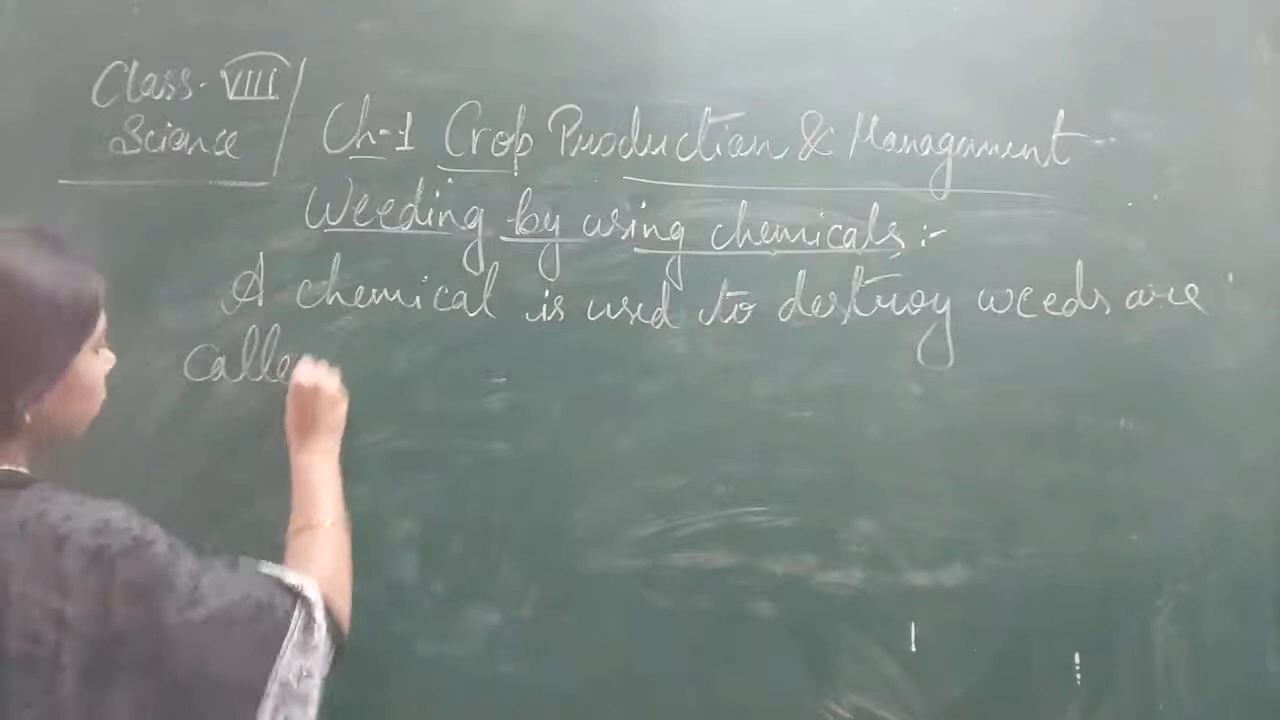 Class. VIII
Science
Ch-1 Crop Production & Managament
Weeding by using chemicals :-
A chemical is used to destroy weeds are
calle